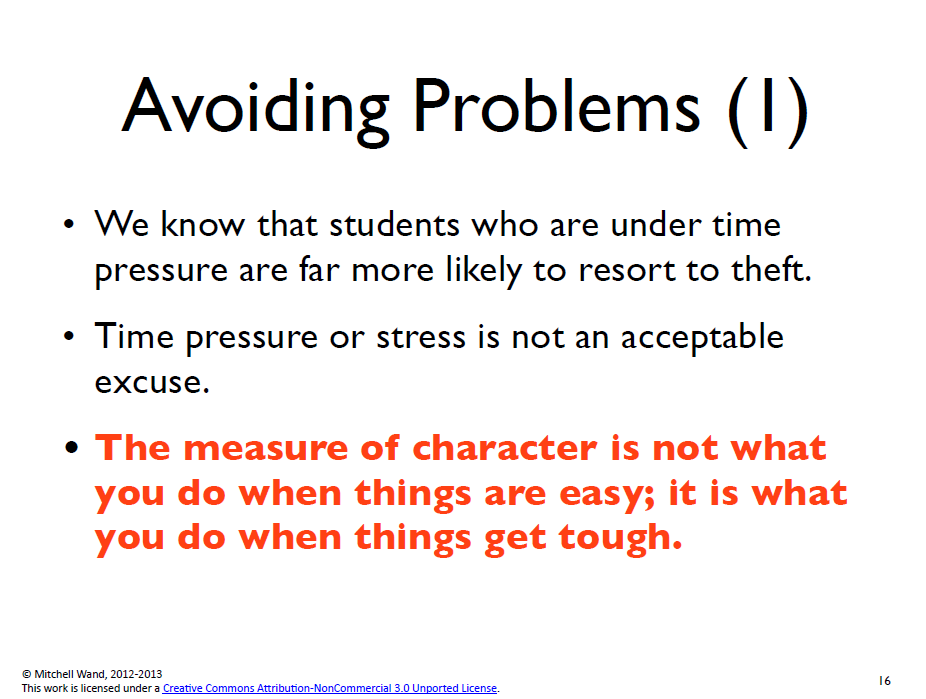 Avoiding Problems (1)
• We know that students who are under time
pressure are far more likely to resort to theft.
• Time pressure or stress is not an acceptable
excuse.
• The measure of character is not what
you do when things are easy; it is what
you do when things get tough.
© Mitchell Wand, 2012-2013
This work is licensed under a Creative Commons Attribution-NonCommercial 3.0 Unported License.
16